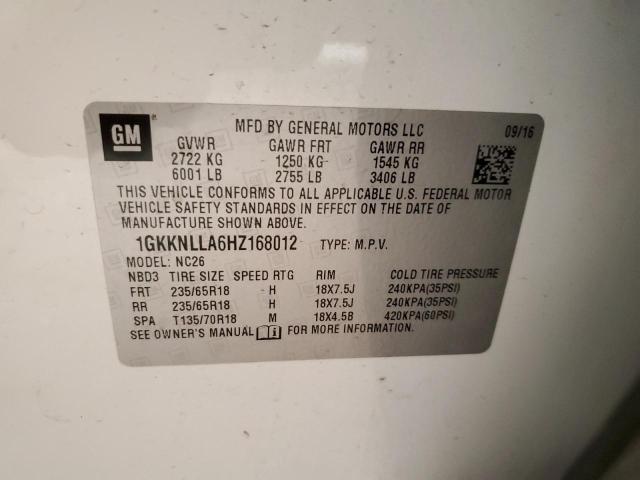 GM
MFD BY GENERAL MOTORS LLC 09/16
GVWR GAWR FRT GAWR RR
2722 KG 1250 KG 1545 KG
6001 LB 2755 LB 3406 LB
THIS VEHICLE CONFORMS TO ALL APPLICABLE U.S. FEDERAL MOTOR
VEHICLE SAFETY STANDARDS IN EFFECT ON THE DATE OF
MANUFACTURE SHOWN ABOVE.
1GKKNLLA6HZ168012 TYPE: M.P.V.
MODEL: NC26
NBD3 TIRE SIZE SPEED RTG RIM COLD TIRE PRESSURE
FRT 235/65R18 - H 18X7.5J 240KPA(35PSI)
RR 235/65R18 - H 18X7.5J 240KPA(35PSI)
SPA T135/70R18 M 18X4.5B 420KPA(60PSI)
SEE OWNER'S MANUAL FOR MORE INFORMATION.